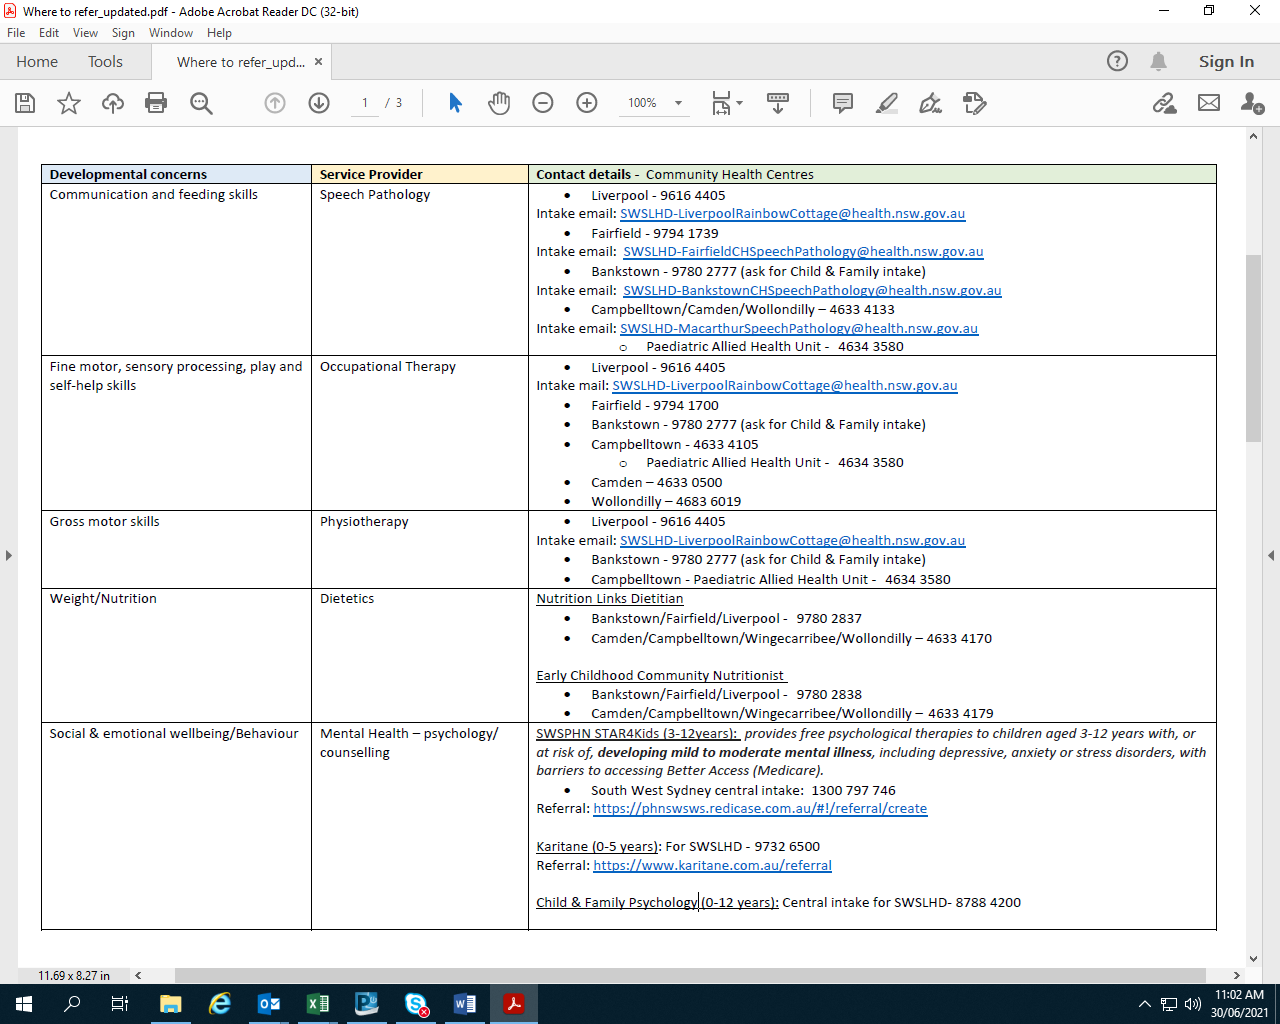 Where to refer_updated.pdf - Adobe Acrobat Reader DC (32-bit)
File Edit View Sign Window Help
Home Tools Where to refer_upd... × Sign In
1 / 3 100%
Developmental concerns Service Provider Contact details - Community Health Centres
Communication and feeding skills Speech Pathology • Liverpool - 9616 4405
Intake email: SWSLHD-LiverpoolRainbowCottage@health.nsw.gov.au
• Fairfield - 9794 1739
Intake email: SWSLHD-FairfieldCHSpeechPathology@health.nsw.gov.au
• Bankstown - 9780 2777 (ask for Child & Family intake)
Intake email: SWSLHD-BankstownCHSpeechPathology@health.nsw.gov.au
• Campbelltown/Camden/Wollondilly – 4633 4133
Intake email: SWSLHD-MacarthurSpeechPathology@health.nsw.gov.au
o Paediatric Allied Health Unit - 4634 3580
Fine motor, sensory processing, play and Occupational Therapy • Liverpool - 9616 4405
self-help skills Intake mail: SWSLHD-LiverpoolRainbowCottage@health.nsw.gov.au
• Fairfield - 9794 1700
• Bankstown - 9780 2777 (ask for Child & Family intake)
• Campbelltown - 4633 4105
o Paediatric Allied Health Unit - 4634 3580
• Camden – 4633 0500
• Wollondilly – 4683 6019
Gross motor skills Physiotherapy • Liverpool - 9616 4405
Intake email: SWSLHD-LiverpoolRainbowCottage@health.nsw.gov.au
• Bankstown - 9780 2777 (ask for Child & Family intake)
• Campbelltown - Paediatric Allied Health Unit - 4634 3580
Weight/Nutrition Dietetics Nutrition Links Dietitian
• Bankstown/Fairfield/Liverpool - 9780 2837
• Camden/Campbelltown/Wingecarribee/Wollondilly – 4633 4170
Early Childhood Community Nutritionist
• Bankstown/Fairfield/Liverpool - 9780 2838
• Camden/Campbelltown/Wingecarribee/Wollondilly – 4633 4179
Social & emotional wellbeing/Behaviour Mental Health – psychology/ SWSPHN STAR4Kids (3-12years): provides free psychological therapies to children aged 3-12 years with, or
counselling at risk of, developing mild to moderate mental illness, including depressive, anxiety or stress disorders, with
barriers to accessing Better Access (Medicare).
• South West Sydney central intake: 1300 797 746
Referral: https://phnswsws.redicase.com.au/#!/referral/create
Karitane (0-5 years): For SWSLHD - 9732 6500
Referral: https://www.karitane.com.au/referral
Child & Family Psychology (0-12 years): Central intake for SWSLHD- 8788 4200
11.69 x 8.27 in
11:02 AM
30/06/2021